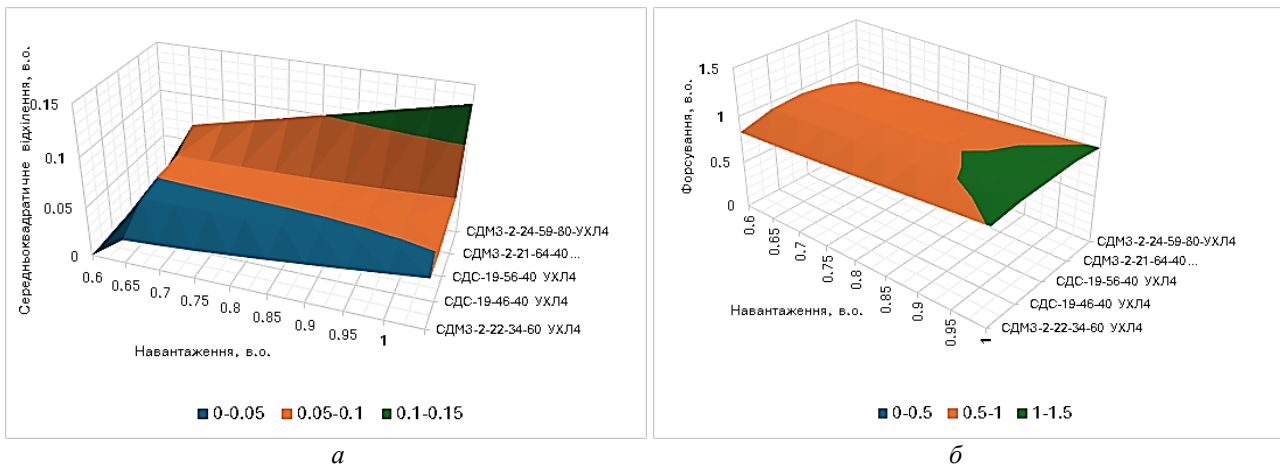 Середньоквадратичне відхілення, в.о.
0.15
0.1
0.05
0
0.6
0.65
0.7
0.75
0.8
0.85
0.9
0.95
1
Навантаження, в.о.
СДМЗ-2-24-59-80-УХЛ4
СДМЗ-2-21-64-40...
СДС-19-56-40 УХЛ4
СДС-19-46-40 УХЛ4
СДМЗ-2-22-34-60 УХЛ4
0-0.05 0.05-0.1 0.1-0.15
а
Форсування, в.о.
1.5
1
0.5
0
0.6
0.65
0.7
0.75
0.8
0.85
0.9
0.95
1
Навантаження, в.о.
СДМЗ-2-24-59-80-УХЛ4
СДМЗ-2-21-64-40...
СДС-19-56-40 УХЛ4
СДС-19-46-40 УХЛ4
СДМЗ-2-22-34-60 УХЛ4
0-0.5 0.5-1 1-1.5
б